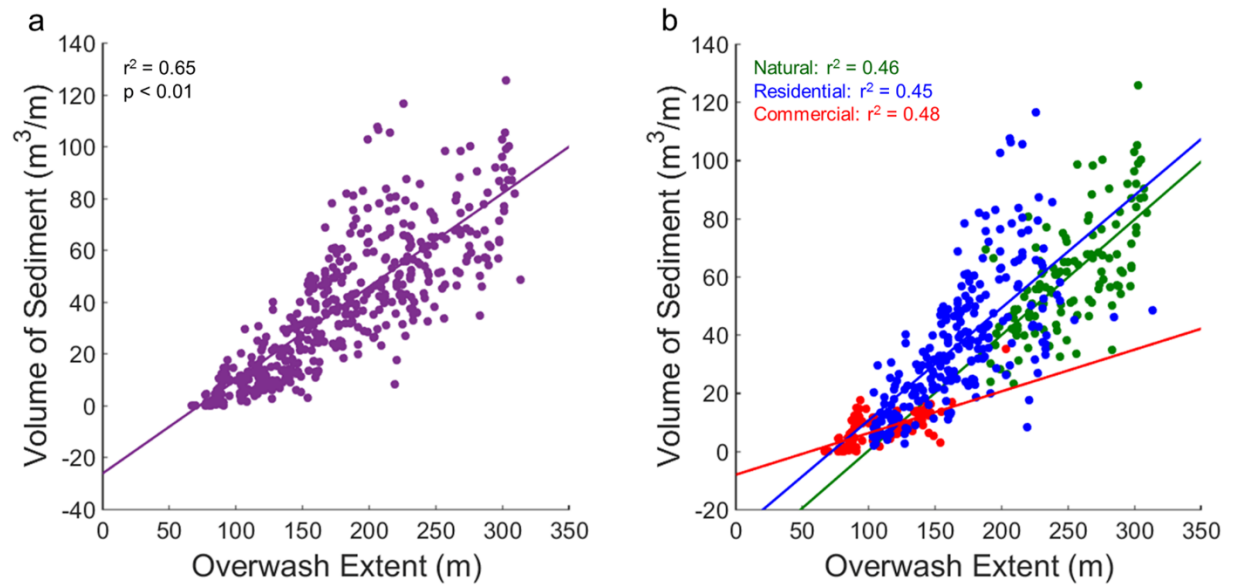 a
r² = 0.65
p < 0.01
Volume of Sediment (m³/m)
140
120
100
80
60
40
20
0
-20
-40
0 50 100 150 200 250 300 350
Overwash Extent (m)
b
Natural: r² = 0.46
Residential: r² = 0.45
Commercial: r² = 0.48
Volume of Sediment (m³/m)
140
120
100
80
60
40
20
0
-20
0 50 100 150 200 250 300 350
Overwash Extent (m)